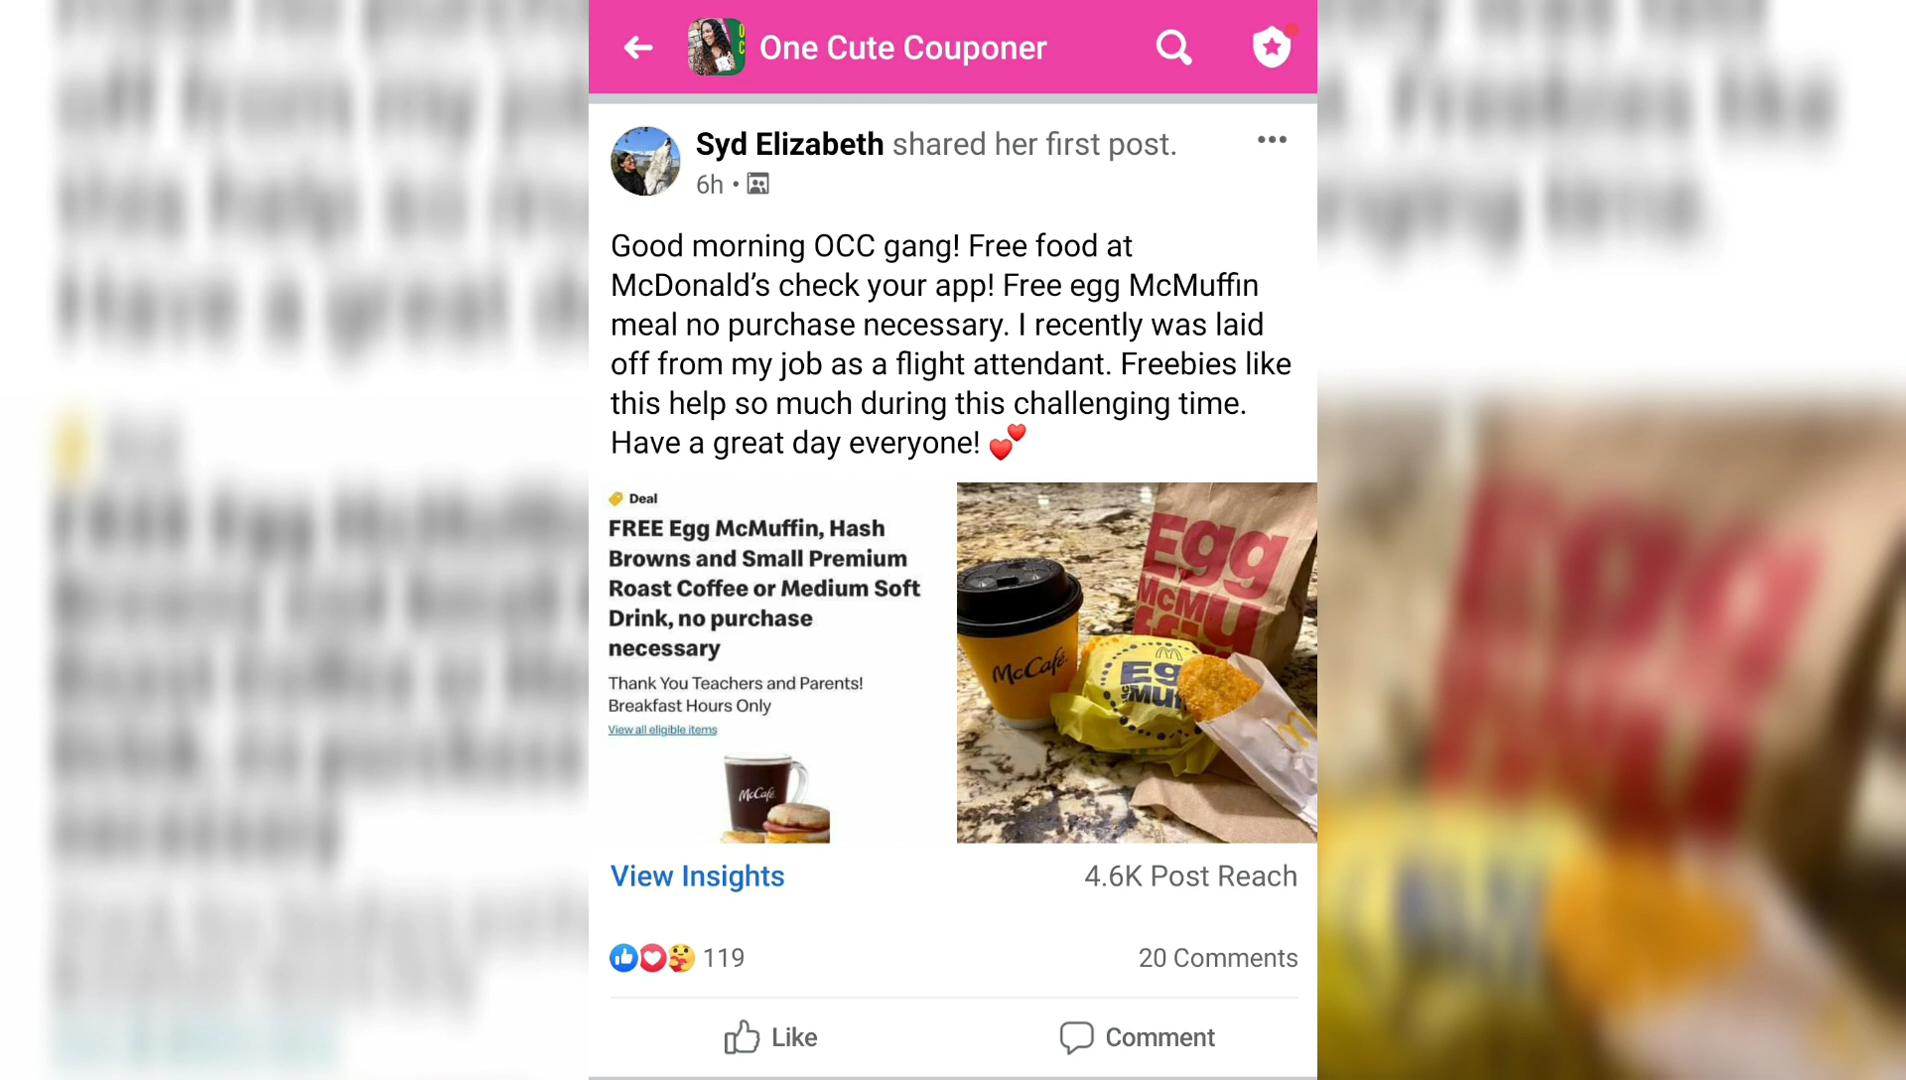 One Cute Couponer
Syd Elizabeth shared her first post.
6h •
Good morning OCC gang! Free food at
McDonald’s check your app! Free egg McMuffin
meal no purchase necessary. I recently was laid
off from my job as a flight attendant. Freebies like
this help so much during this challenging time.
Have a great day everyone! 💕
Deal
FREE Egg McMuffin, Hash
Browns and Small Premium
Roast Coffee or Medium Soft
Drink, no purchase
necessary
Thank You Teachers and Parents!
Breakfast Hours Only
View all eligible items
McCafé
Egg
McMu
ffin
McCafé
Egg
McMuf
View Insights
4.6K Post Reach
119
20 Comments
Like
Comment